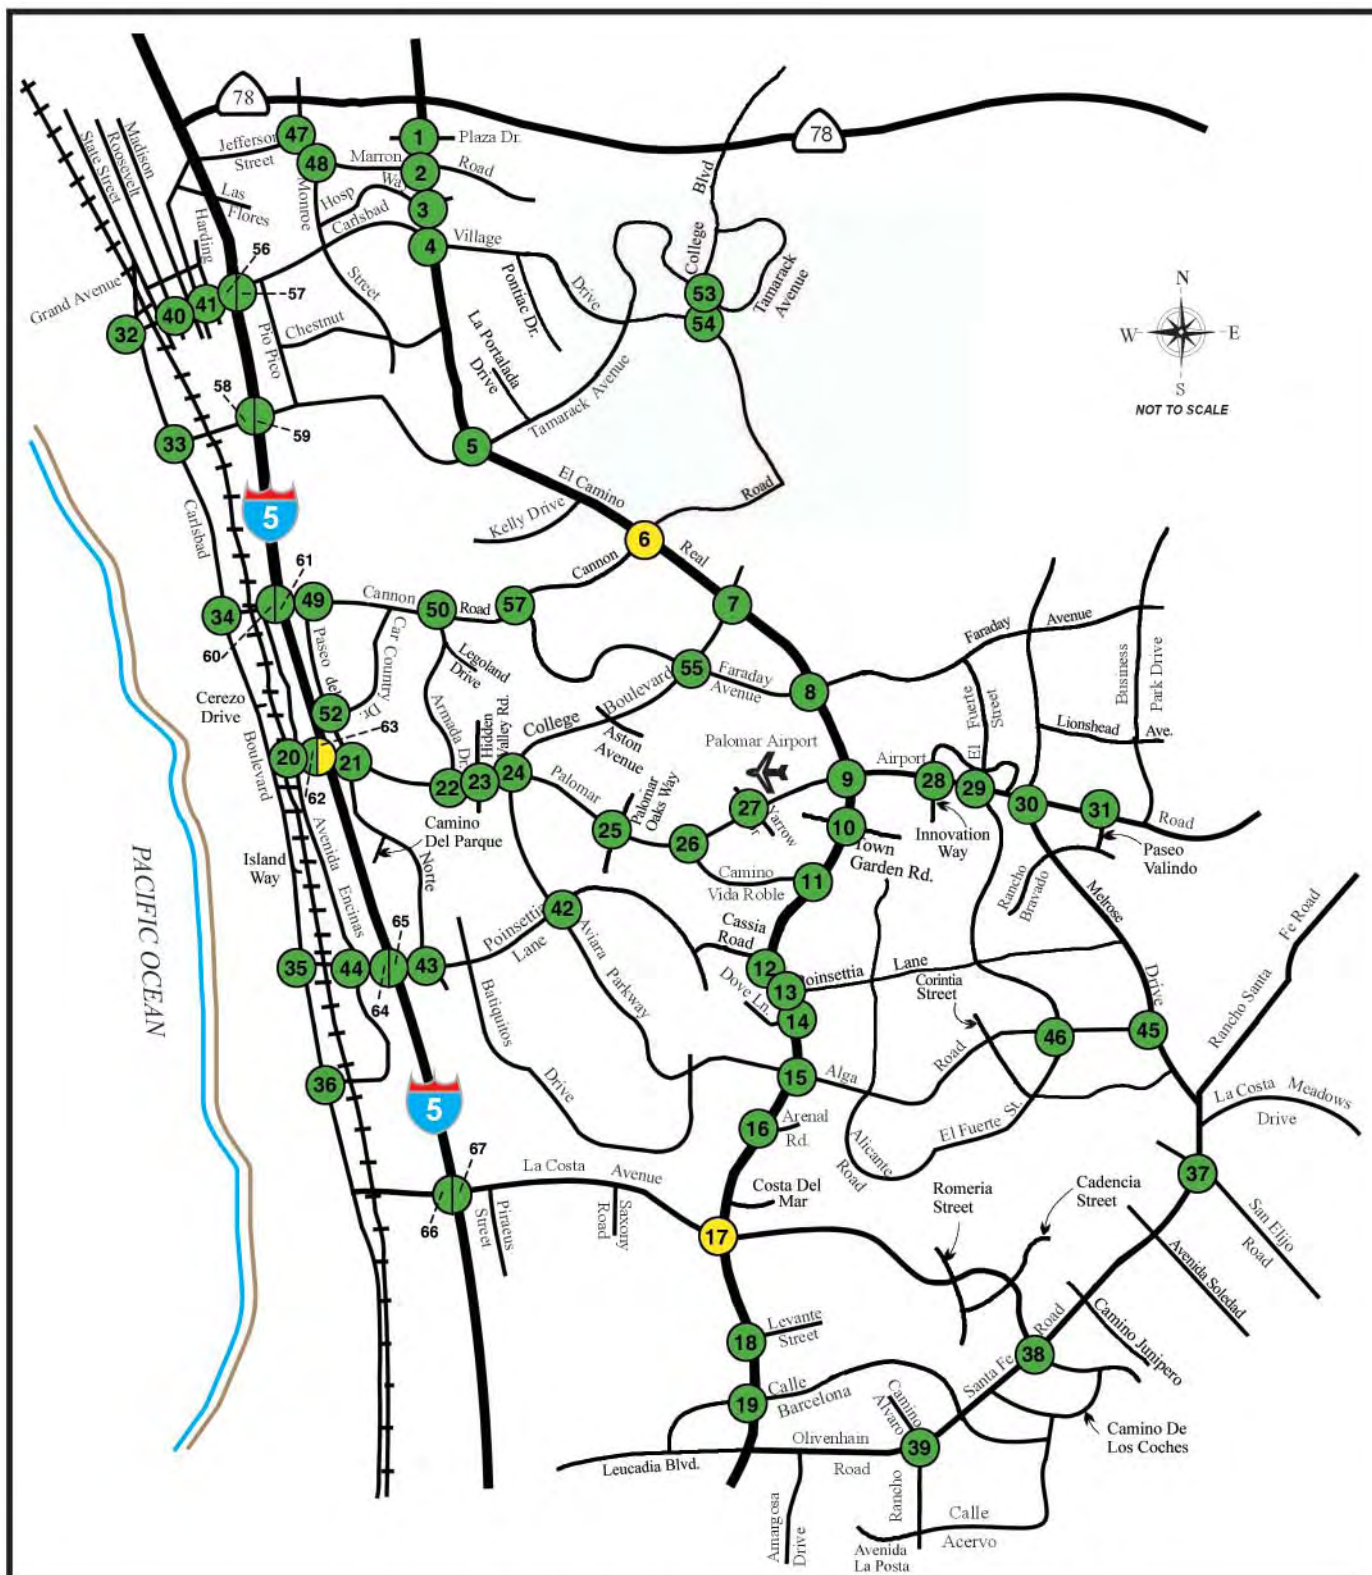 78
47
1
Plaza Dr.
78
Jefferson
Street
48
Marron
2
Road
Madison
Roosevelt
State Street
Las
Flores
Monroe
Street
Hosp
Wa
3
Carlsbad
4
Village
Drive
Blvd
College
Harding
56
57
Grand Avenue
40
41
32
Pontiac Dr.
53
54
Tamarack
Avenue
Chestnut
Pio Pico
La Portalada
Drive
N
W
E
S
NOT TO SCALE
58
59
33
5
Tamarack Avenue
El Camino
Real
Road
Kelly Drive
6
Cannon
5
Carlsbad
Boulevard
61
49
Cannon
50
Road
57
7
34
60
Paseo del
Norte
Car Country
Dr.
Legoland
Drive
55
Faraday
Avenue
8
Faraday
Avenue
Business
Park Drive
El Fuerte
Street
Lionshead
Ave.
Cerezo
Drive
52
63
Armada Dr.
Hidden
Valley Rd.
College
Boulevard
Aston
Avenue
Palomar Airport
20
21
62
22
23
24
Palomar
9
Airport
28
29
30
31
Road
Camino
Del Parque
25
Palomar
Oaks Way
26
27
Yarrow
Dr
10
Town
Garden Rd.
Innovation
Way
Paseo
Valindo
Rancho
Bravado
Camino
Vida Roble
11
Island
Way
Avenida
Encinas
PACIFIC OCEAN
65
Poinsettia
Lane
42
Aviara
Parkway
Cassia
Road
12
Dove Ln.
13
Poinsettia
Lane
Melrose
Drive
Rancho Santa
Fe Road
35
44
43
64
Batiquitos
Drive
14
Corintia
Street
46
45
36
5
15
Alga
Road
La Costa
Meadows
Drive
16
Arenal
Rd.
El Fuerte St.
Alicante
Road
67
La Costa
Avenue
66
Piraeus
Street
Saxony
Road
Costa Del
Mar
17
Romeria
Street
Cadencia
Street
37
San Elijo
Road
Avenida Soledad
18
Levante
Street
38
Road
Camino Junipero
19
Calle
Barcelona
Camino
Alvaro
Santa Fe
Camino De
Los Coches
Olivenhain
Road
39
Leucadia Blvd.
Amargosa
Drive
Rancho
Calle
Acervo
Avenida
La Posta